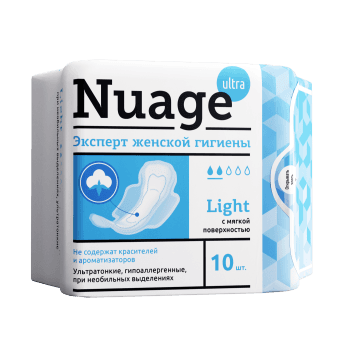 ultra
Nuage
Эксперт женской гигиены
Light
с мягкой
поверхностью
Не содержат красителей
и ароматизаторов
Ультратонкие, гипоаллергенные,
при необильных выделениях
10 шт.